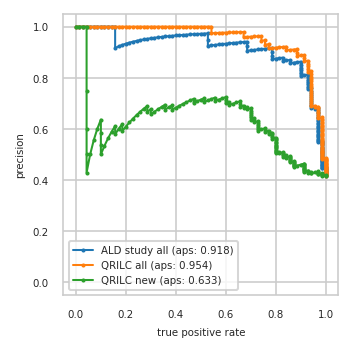 1.0
0.8
0.6
0.4
0.2
0.0
precision
ALD study all (aps: 0.918)
QRILC all (aps: 0.954)
QRILC new (aps: 0.633)
0.0 0.2 0.4 0.6 0.8 1.0
true positive rate